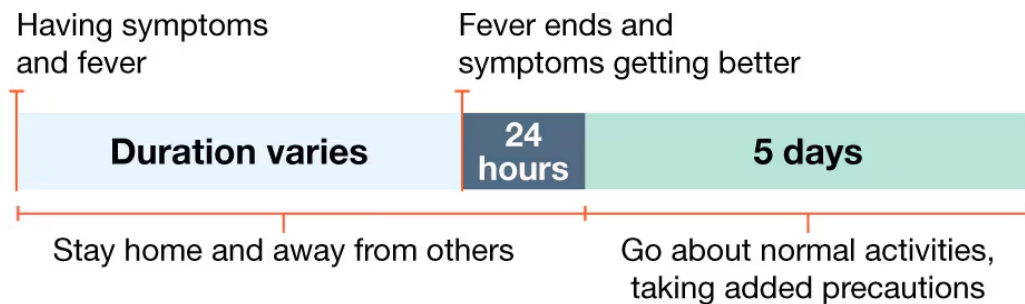 Having symptoms
and fever
Fever ends and
symptoms getting better
Duration varies
24
hours
5 days
Stay home and away from others
Go about normal activities,
taking added precautions